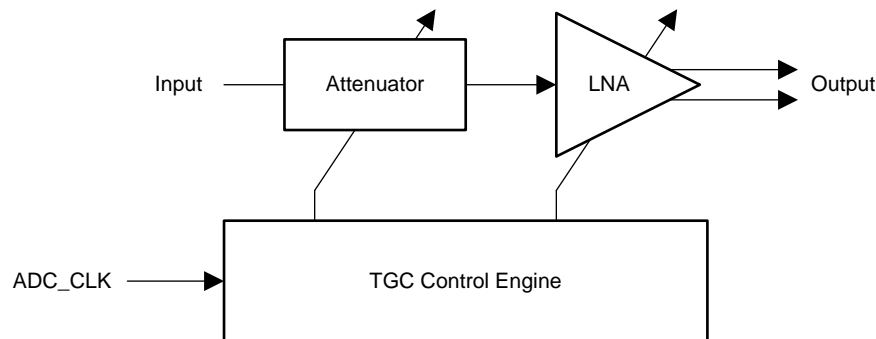 Input
Attenuator
LNA
Output
ADC_CLK
TGC Control Engine